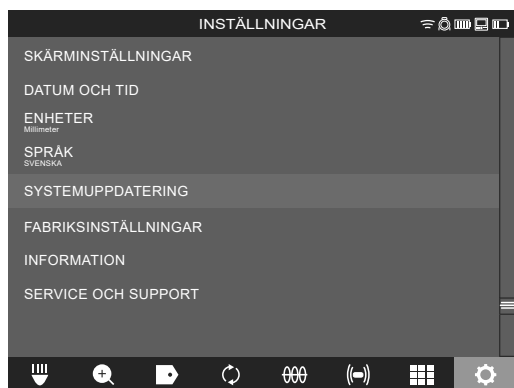 INSTÄLLNINGAR
SKÄRMINSTÄLLNINGAR
DATUM OCH TID
ENHETER
Millimeter
SPRÅK
SVENSKA
SYSTEMUPPDATERING
FABRIKSINSTÄLLNINGAR
INFORMATION
SERVICE OCH SUPPORT